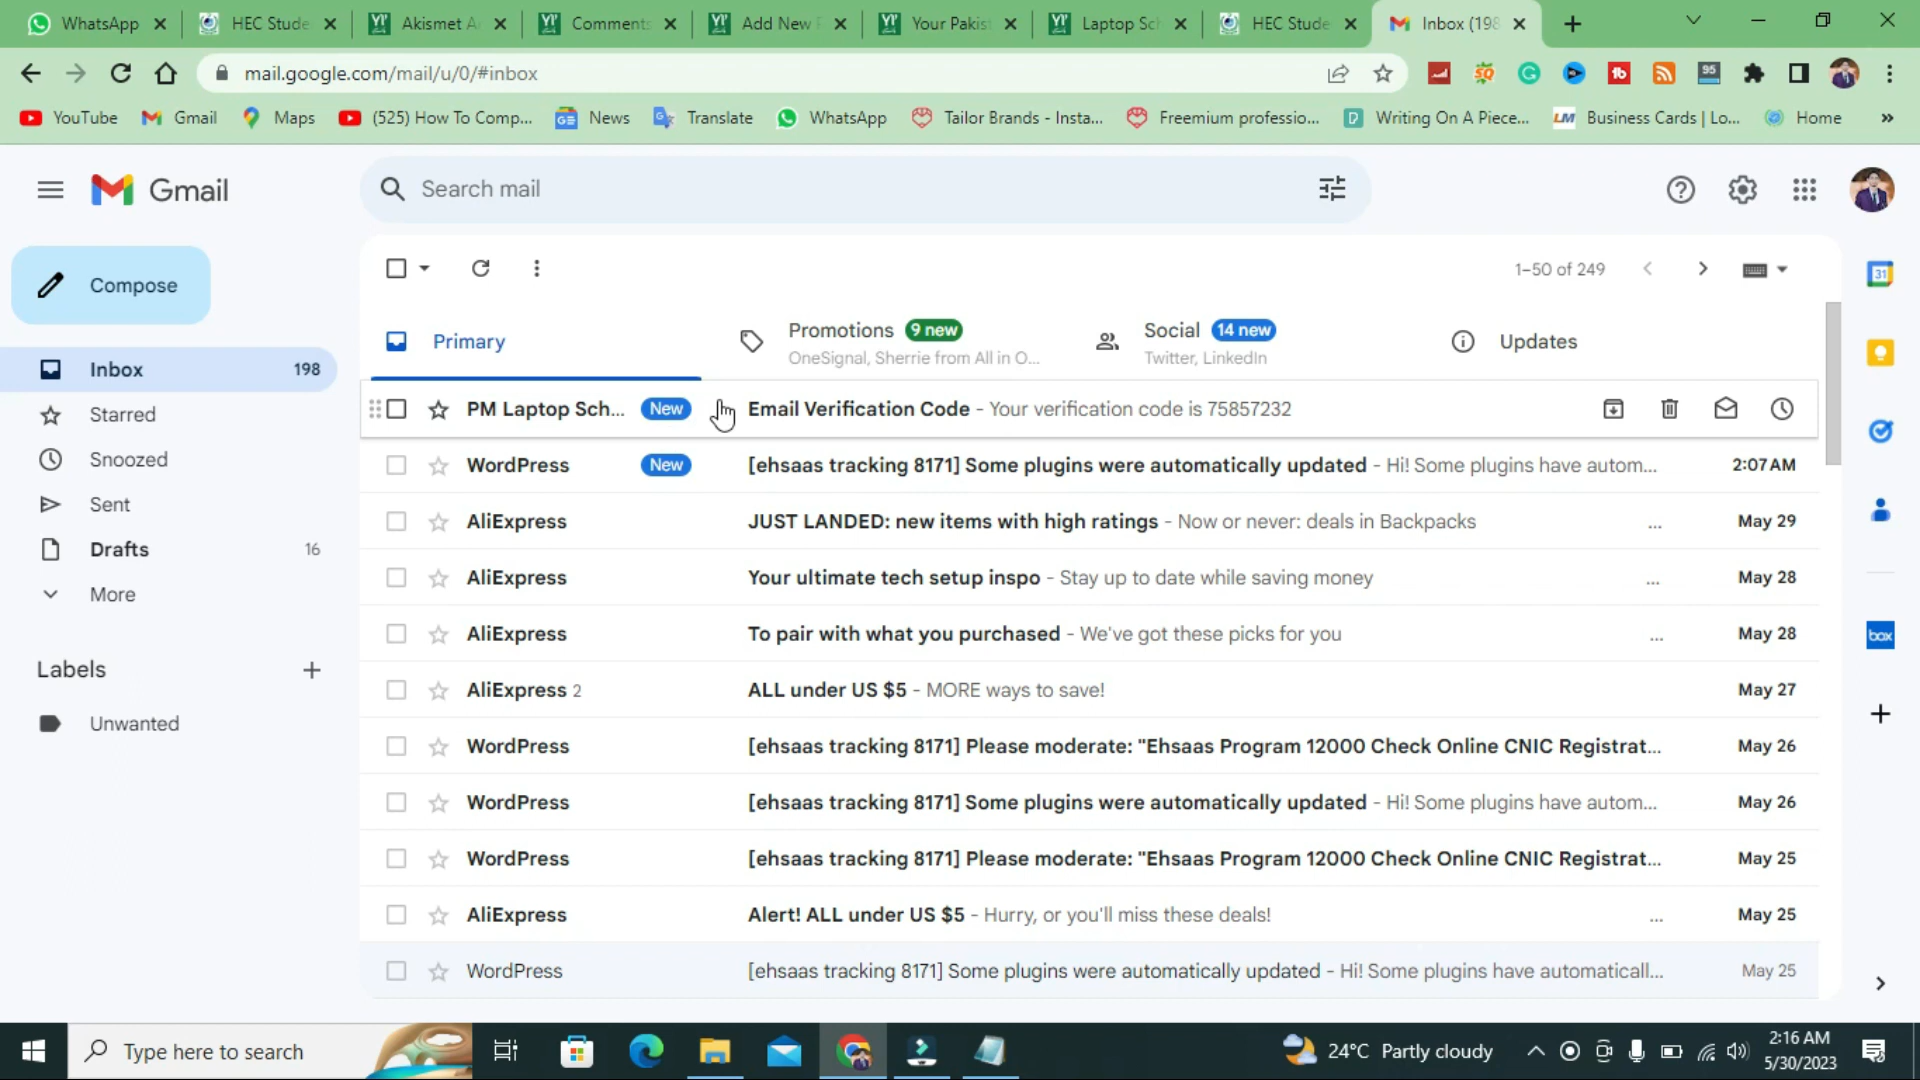 WhatsApp
HEC Stude
Akismet A
Comments
Add New
Your Pakis
Laptop Sch
HEC Stude
Inbox (198
mail.google.com/mail/u/0/#inbox
95
YouTube
Gmail
Maps
(525) How To Comp...
News
Translate
WhatsApp
Tailor Brands - Insta...
Freemium professio...
Writing On A Piece...
LM Business Cards | Lo...
Home
»
Gmail
Search mail
Compose
1–50 of 249
Primary
Promotions 9 new
OneSignal, Sherrie from All in O...
Social 14 new
Twitter, LinkedIn
Updates
Inbox 198
Starred
Snoozed
Sent
Drafts 16
More
Labels +
Unwanted
PM Laptop Sch... New Email Verification Code - Your verification code is 75857232
WordPress New [ehsaas tracking 8171] Some plugins were automatically updated - Hi! Some plugins have autom... 2:07 AM
AliExpress JUST LANDED: new items with high ratings - Now or never: deals in Backpacks ... May 29
AliExpress Your ultimate tech setup inspo - Stay up to date while saving money ... May 28
AliExpress To pair with what you purchased - We've got these picks for you ... May 28
AliExpress 2 ALL under US $5 - MORE ways to save! May 27
WordPress [ehsaas tracking 8171] Please moderate: "Ehsaas Program 12000 Check Online CNIC Registrat... May 26
WordPress [ehsaas tracking 8171] Some plugins were automatically updated - Hi! Some plugins have autom... May 26
WordPress [ehsaas tracking 8171] Please moderate: "Ehsaas Program 12000 Check Online CNIC Registrat... May 25
AliExpress Alert! ALL under US $5 - Hurry, or you'll miss these deals! ... May 25
WordPress [ehsaas tracking 8171] Some plugins were automatically updated - Hi! Some plugins have automaticall... May 25
31
box
Type here to search
24°C Partly cloudy
2:16 AM
5/30/2023